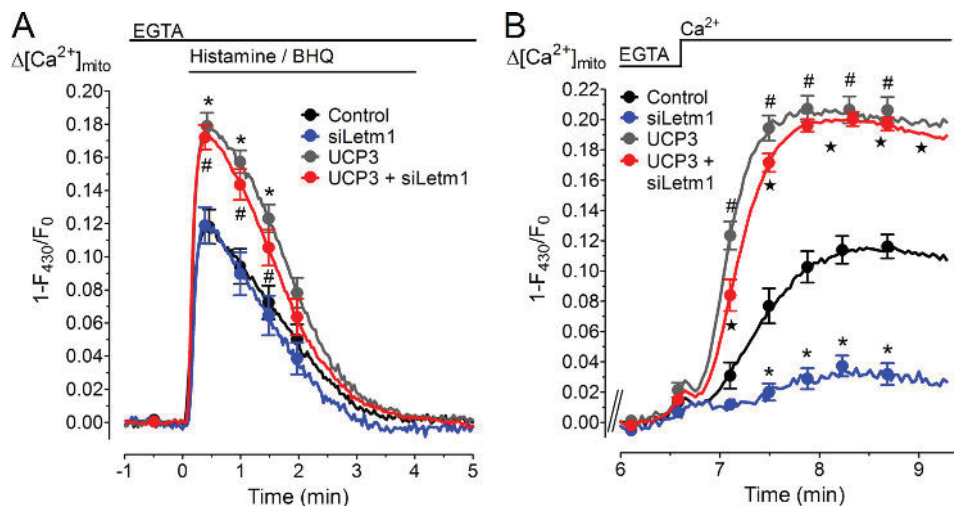 A
EGTA
Histamine / BHQ
Δ[Ca²⁺]mito
Control
siLetm1
UCP3
UCP3 + siLetm1
* * *
# # #
1-F₄₃₀/F₀
0.20
0.18
0.16
0.14
0.12
0.10
0.08
0.06
0.04
0.02
0.00
-1 0 1 2 3 4 5
Time (min)
B
Ca²⁺
EGTA
Δ[Ca²⁺]mito
Control
siLetm1
UCP3
UCP3 +
siLetm1
# # # # #
★ ★ ★ ★ ★
* * * *
1-F₄₃₀/F₀
0.20
0.18
0.16
0.14
0.12
0.10
0.08
0.06
0.04
0.02
0.00
6 7 8 9
Time (min)